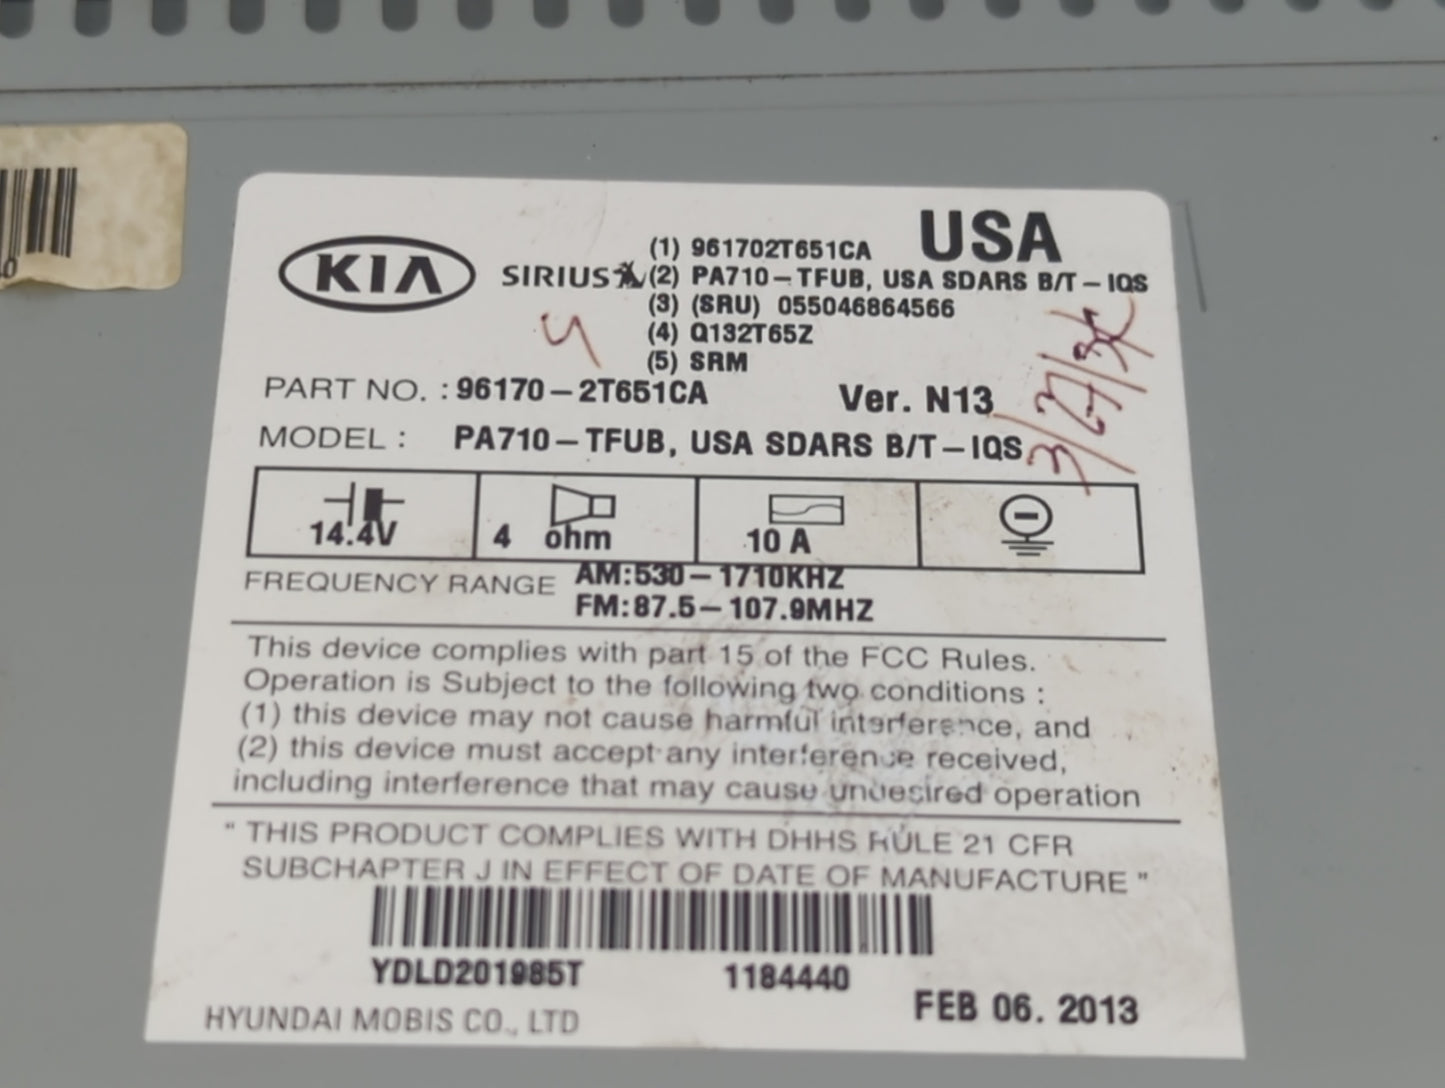 USA
KIA
SIRIUS
(1) 961702T651CA
(2) PA710-TFUB, USA SDARS B/T-IQS
(3) (SRU) 055046864566
(4) Q132T65Z
(5) SRM
PART NO. : 96170-2T651CA Ver. N13
MODEL : PA710-TFUB, USA SDARS B/T-IQS
14.4V 4 ohm 10 A
FREQUENCY RANGE AM:530-1710KHZ
FM:87.5-107.9MHZ
This device complies with part 15 of the FCC Rules.
Operation is Subject to the following two conditions :
(1) this device may not cause harmful interference, and
(2) this device must accept any interference received,
including interference that may cause undesired operation
" THIS PRODUCT COMPLIES WITH DHHS RULE 21 CFR
SUBCHAPTER J IN EFFECT OF DATE OF MANUFACTURE "
YDLD201985T 1184440
HYUNDAI MOBIS CO., LTD FEB 06. 2013